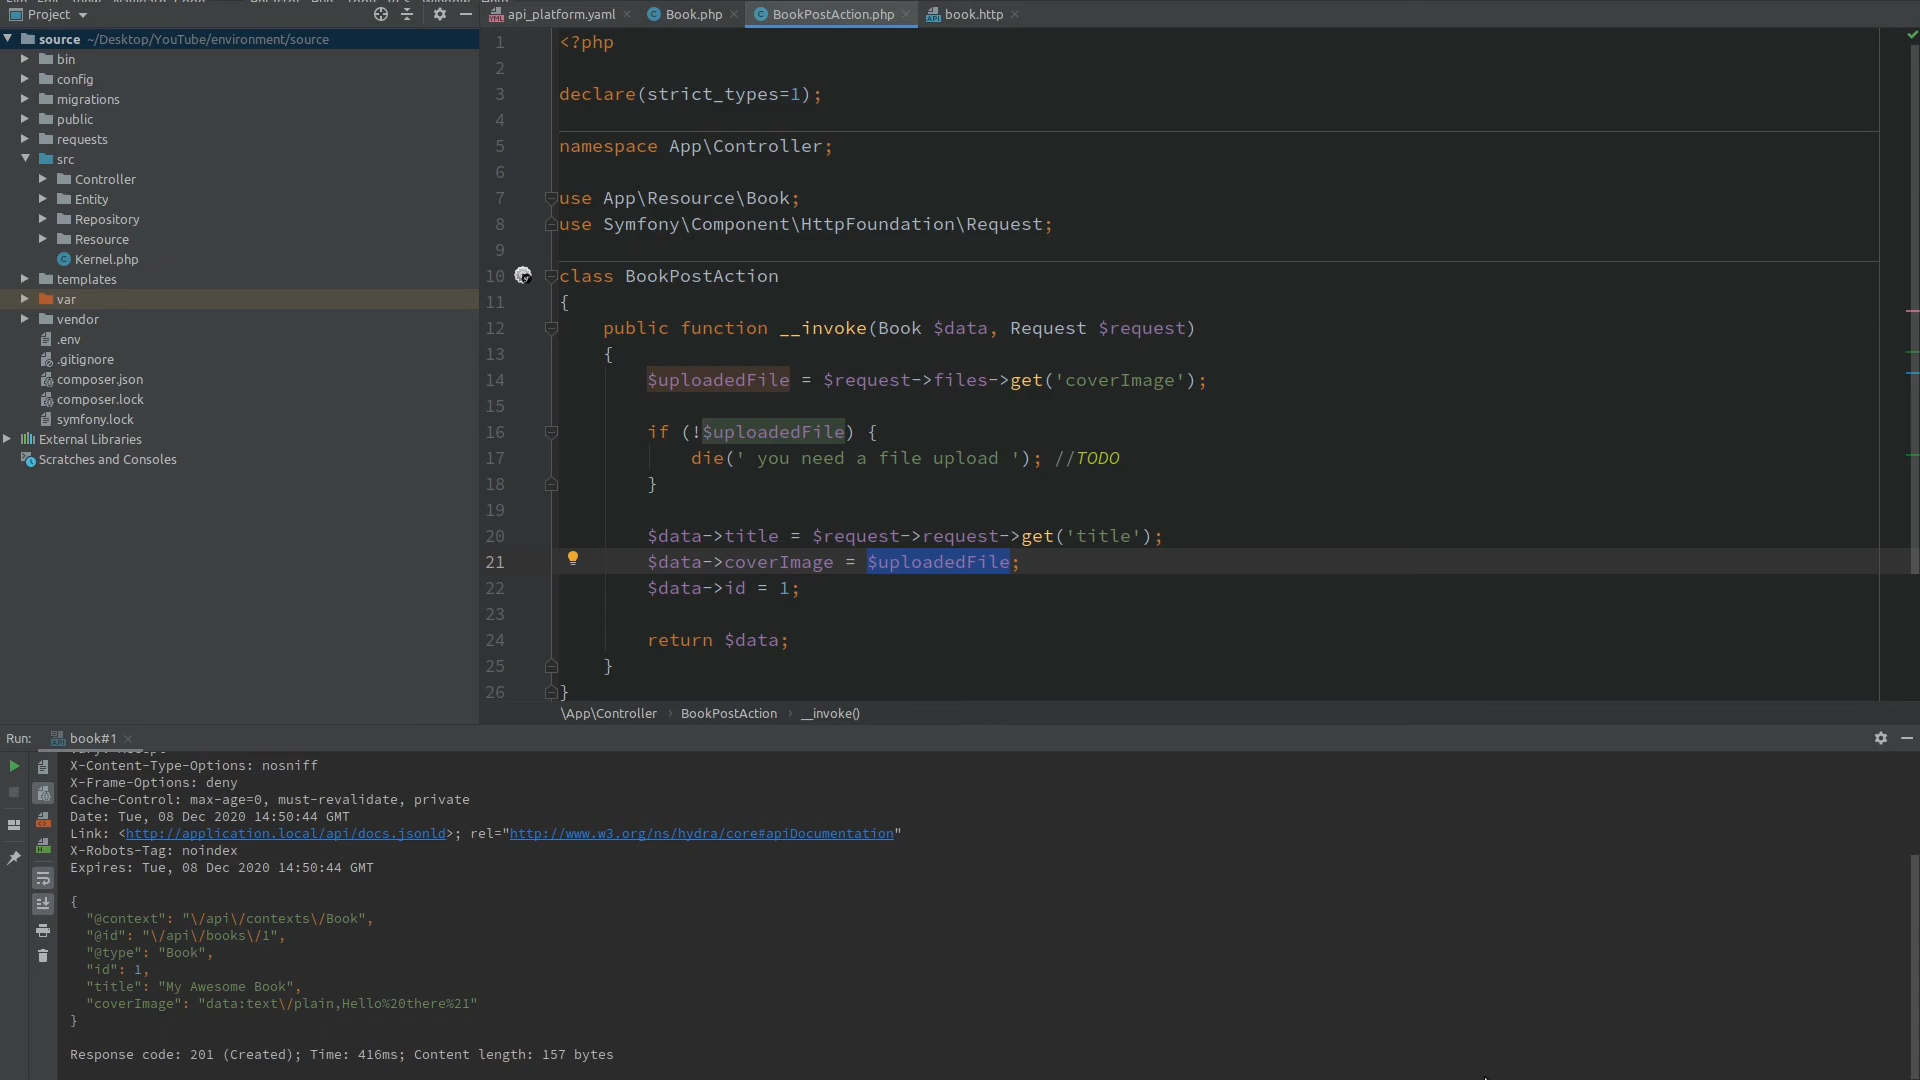 Project
api_platform.yaml
Book.php
BookPostAction.php
book.http
source ~/Desktop/YouTube/environment/source
bin
config
migrations
public
requests
src
Controller
Entity
Repository
Resource
Kernel.php
templates
var
vendor
.env
.gitignore
composer.json
composer.lock
symfony.lock
External Libraries
Scratches and Consoles
1 <?php
2
3 declare(strict_types=1);
4
5 namespace App\Controller;
6
7 use App\Resource\Book;
8 use Symfony\Component\HttpFoundation\Request;
9
10 class BookPostAction
11 {
12 public function __invoke(Book $data, Request $request)
13 {
14 $uploadedFile = $request->files->get('coverImage');
15
16 if (!$uploadedFile) {
17 die(' you need a file upload '); //TODO
18 }
19
20 $data->title = $request->request->get('title');
21 $data->coverImage = $uploadedFile;
22 $data->id = 1;
23
24 return $data;
25 }
26 }
\App\Controller › BookPostAction › __invoke()
Run: book#1
X-Content-Type-Options: nosniff
X-Frame-Options: deny
Cache-Control: max-age=0, must-revalidate, private
Date: Tue, 08 Dec 2020 14:50:44 GMT
Link: <http://application.local/api/docs.jsonld>; rel="http://www.w3.org/ns/hydra/core#apiDocumentation"
X-Robots-Tag: noindex
Expires: Tue, 08 Dec 2020 14:50:44 GMT
{
"@context": "\/api\/contexts\/Book",
"@id": "\/api\/books\/1",
"@type": "Book",
"id": 1,
"title": "My Awesome Book",
"coverImage": "data:text\/plain,Hello%20there%21"
}
Response code: 201 (Created); Time: 416ms; Content length: 157 bytes